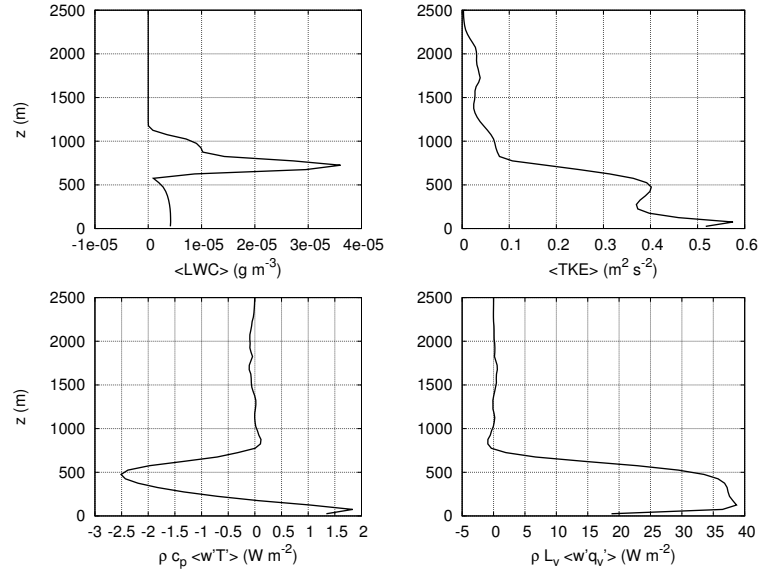 2500
2000
1500
1000
500
0
z (m)
-1e-05 0 1e-05 2e-05 3e-05 4e-05
<LWC> (g m-3)
2500
2000
1500
1000
500
0
0 0.1 0.2 0.3 0.4 0.5 0.6
<TKE> (m2 s-2)
2500
2000
1500
1000
500
0
z (m)
-3 -2.5 -2 -1.5 -1 -0.5 0 0.5 1 1.5 2
ρ cp <w'T'> (W m-2)
2500
2000
1500
1000
500
0
-5 0 5 10 15 20 25 30 35 40
ρ Lv <w'qv'> (W m-2)